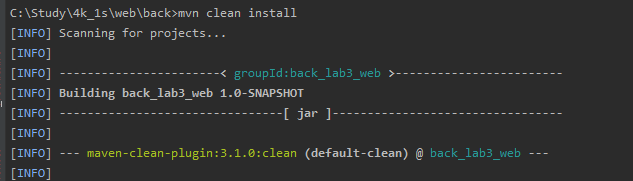 C:\Study\4k_1s\web\back>mvn clean install
[INFO] Scanning for projects...
[INFO]
[INFO] -----------------------< groupId:back_lab3_web >------------------------
[INFO] Building back_lab3_web 1.0-SNAPSHOT
[INFO] --------------------------------[ jar ]---------------------------------
[INFO]
[INFO] --- maven-clean-plugin:3.1.0:clean (default-clean) @ back_lab3_web ---
[INFO]